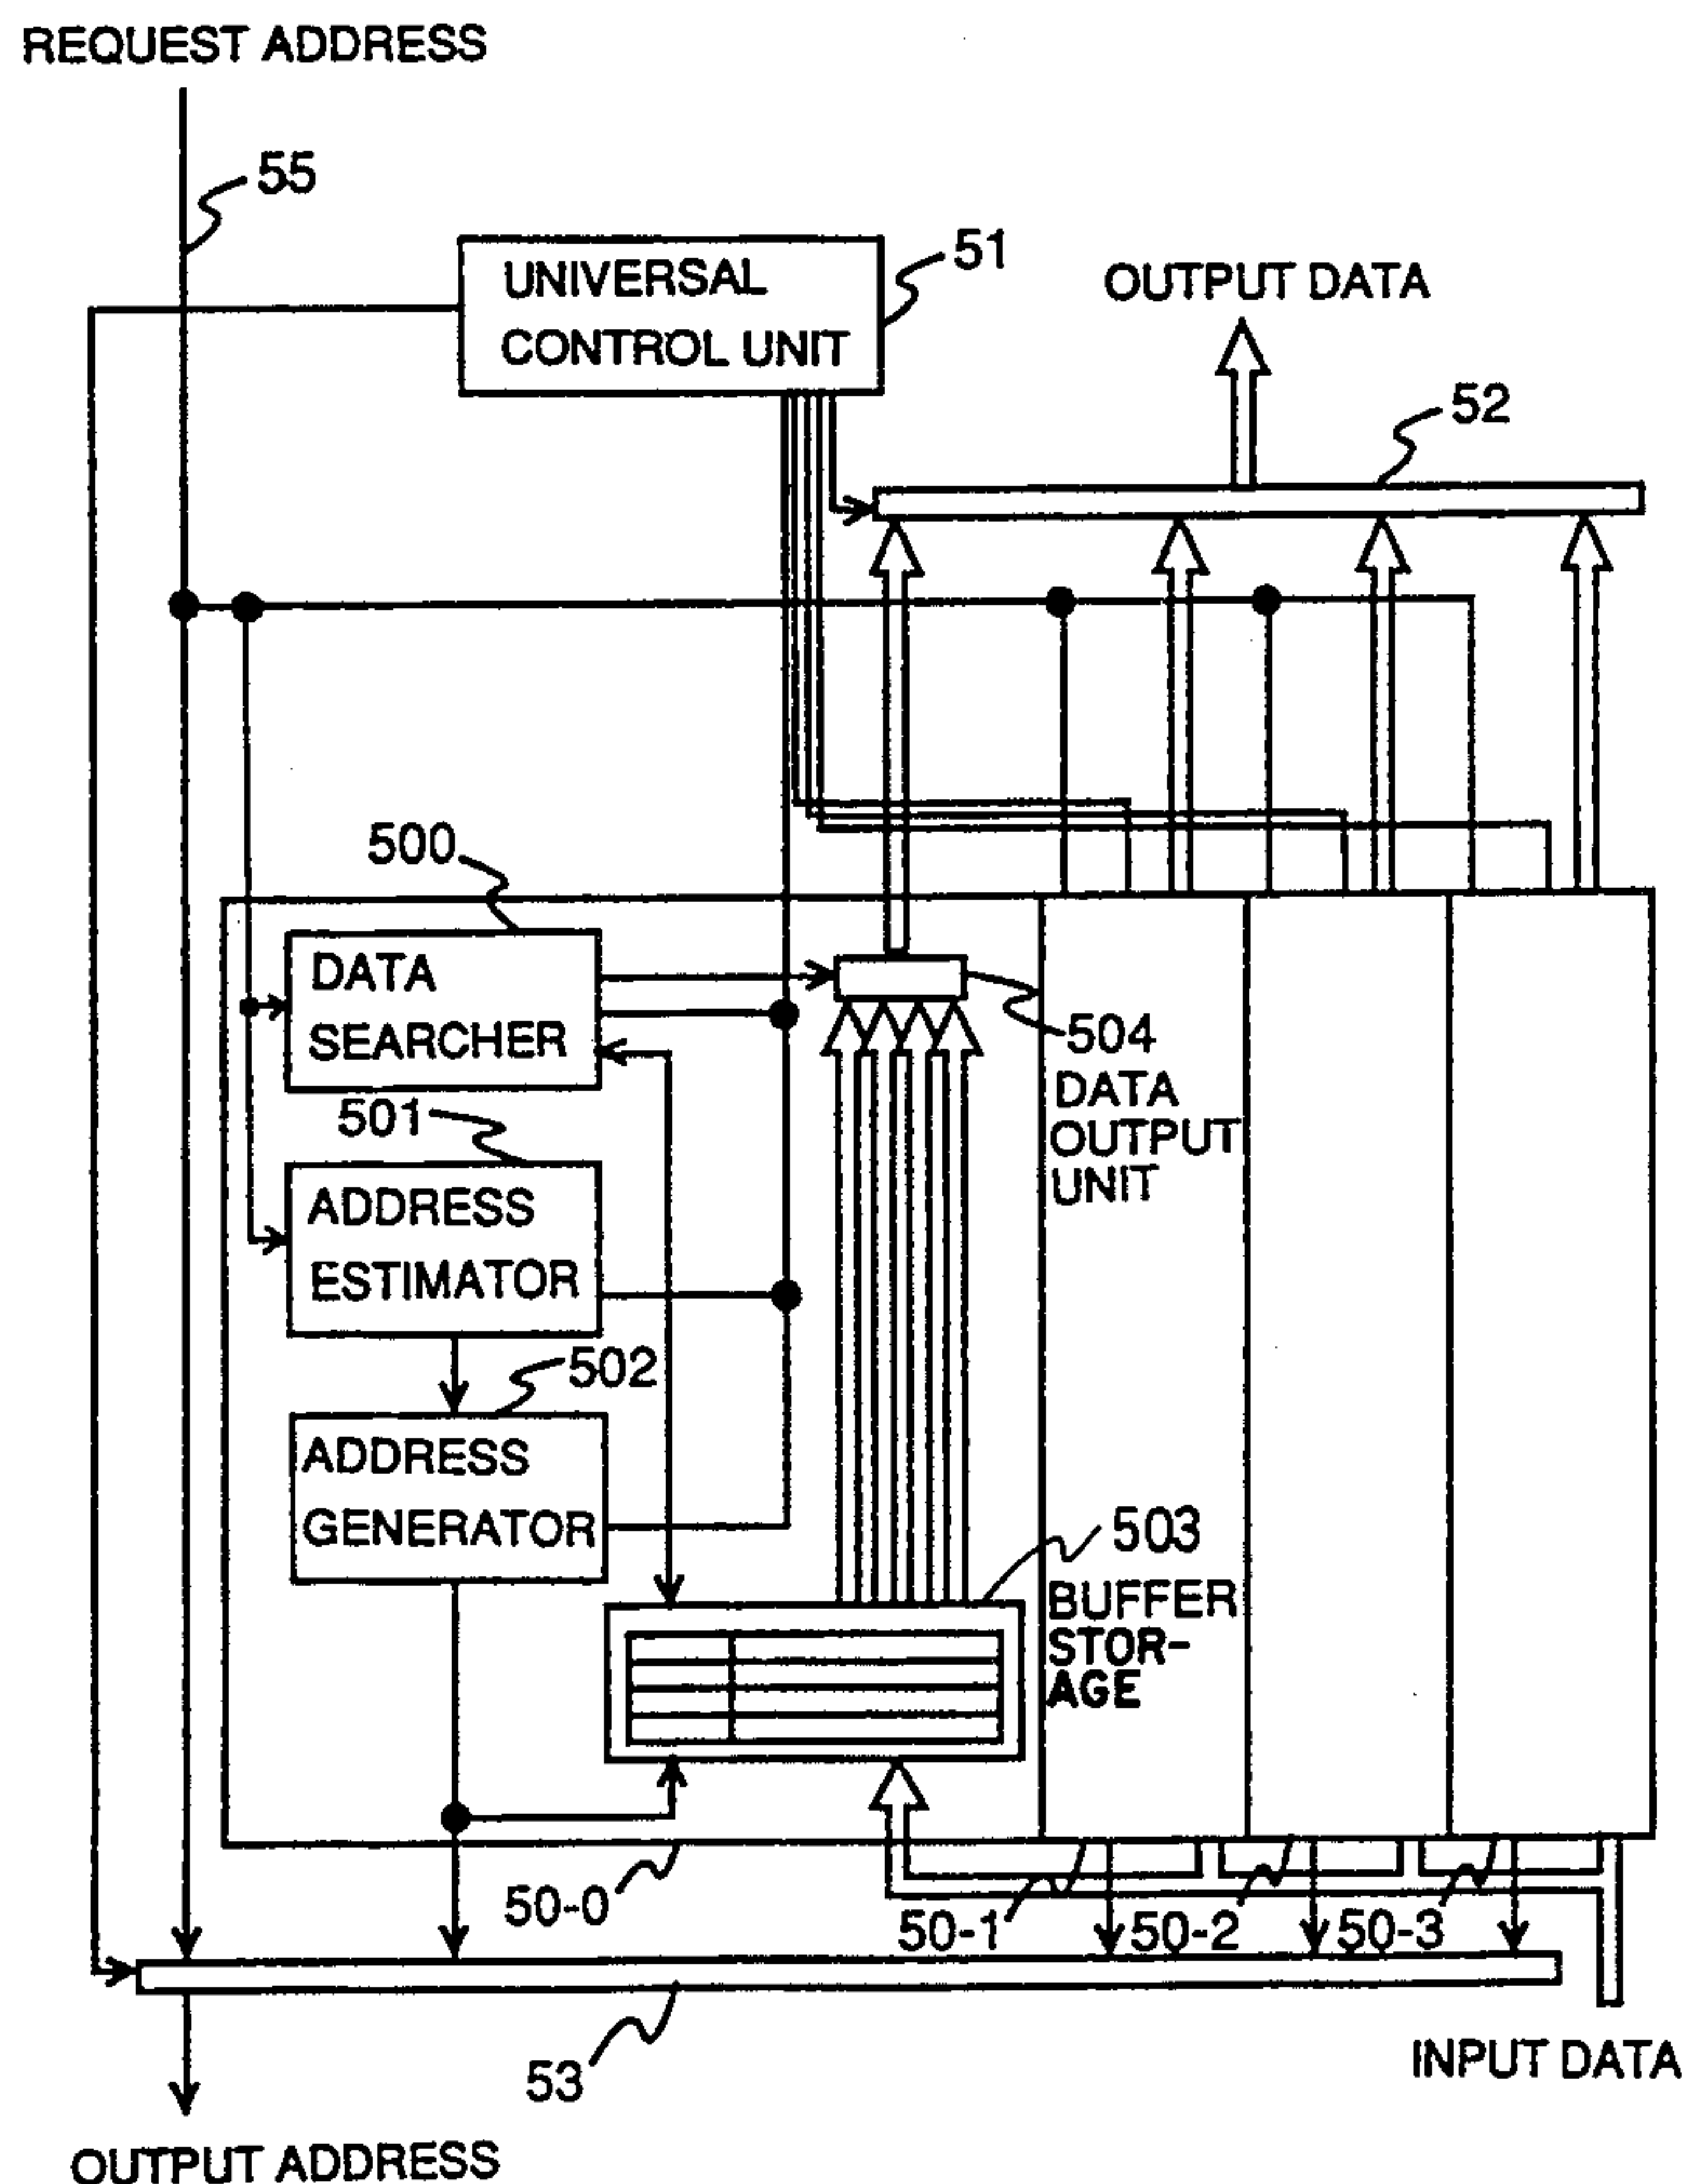 REQUEST ADDRESS
55
UNIVERSAL
CONTROL UNIT
51
OUTPUT DATA
52
500
DATA
SEARCHER
504
DATA
OUTPUT
UNIT
501
ADDRESS
ESTIMATOR
502
ADDRESS
GENERATOR
503
BUFFER
STOR-
AGE
50-0
50-1
50-2
50-3
53
INPUT DATA
OUTPUT ADDRESS